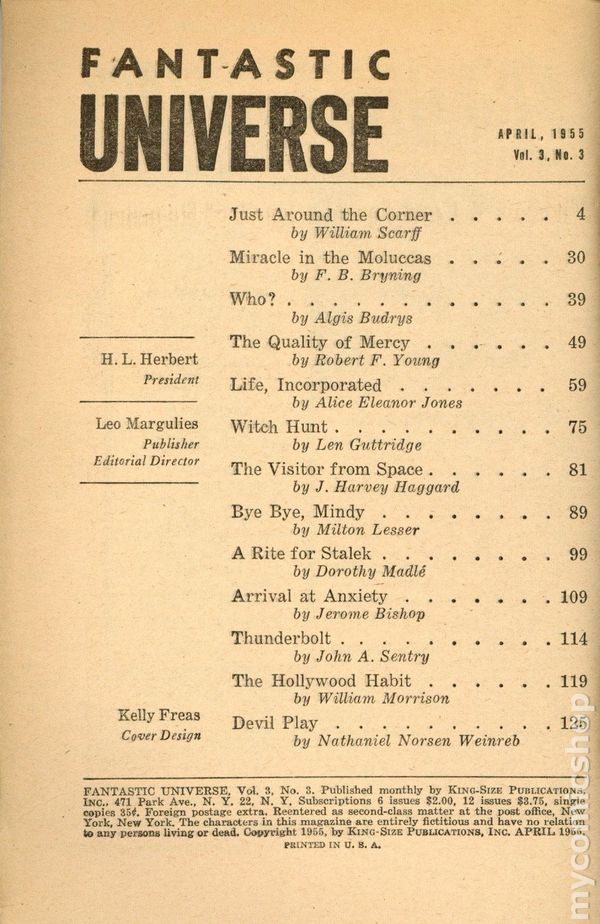 FANTASTIC
UNIVERSE
APRIL, 1955
Vol. 3, No. 3
Just Around the Corner . . . . . 4
by William Scarff
Miracle in the Moluccas . . . . . 30
by F. B. Bryning
Who? . . . . . . . . . . . . 39
by Algis Budrys
The Quality of Mercy . . . . . . 49
by Robert F. Young
Life, Incorporated . . . . . . . 59
by Alice Eleanor Jones
Witch Hunt . . . . . . . . . . 75
by Len Guttridge
The Visitor from Space . . . . . . 81
by J. Harvey Haggard
Bye Bye, Mindy . . . . . . . . 89
by Milton Lesser
A Rite for Stalek . . . . . . . . 99
by Dorothy Madlé
Arrival at Anxiety . . . . . . . 109
by Jerome Bishop
Thunderbolt . . . . . . . . . . 114
by John A. Sentry
The Hollywood Habit . . . . . . 119
by William Morrison
Devil Play . . . . . . . . . . 125
by Nathaniel Norsen Weinreb
H. L. Herbert
President
Leo Margulies
Publisher
Editorial Director
Kelly Freas
Cover Design
FANTASTIC UNIVERSE, Vol. 3, No. 3. Published monthly by KING-SIZE PUBLICATIONS,
INC., 471 Park Ave., N. Y. 22, N. Y. Subscriptions 6 issues $2.00, 12 issues $3.75, single
copies 35¢. Foreign postage extra. Reentered as second-class matter at the post office, New
York, New York. The characters in this magazine are entirely fictitious and have no relation
to any persons living or dead. Copyright 1955, by KING-SIZE PUBLICATIONS, INC. APRIL 1955.
PRINTED IN U. S. A.
mycomicshop